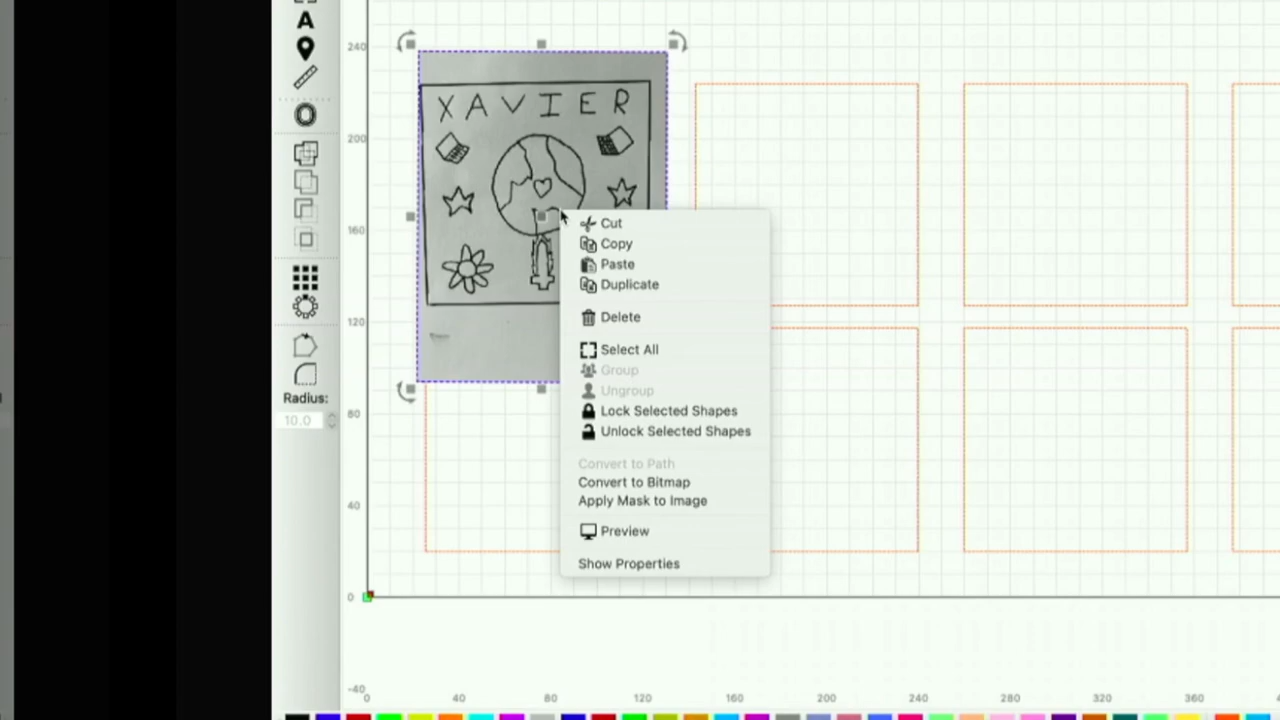 A
240
XAVIER
200
160
Cut
Copy
Paste
Duplicate
Delete
120
Select All
Group
Ungroup
Radius:
Lock Selected Shapes
80
10.0
Unlock Selected Shapes
Convert to Path
Convert to Bitmap
40
Apply Mask to Image
Preview
Show Properties
0
-40
0 40 80 120 160 200 240 280 320 360